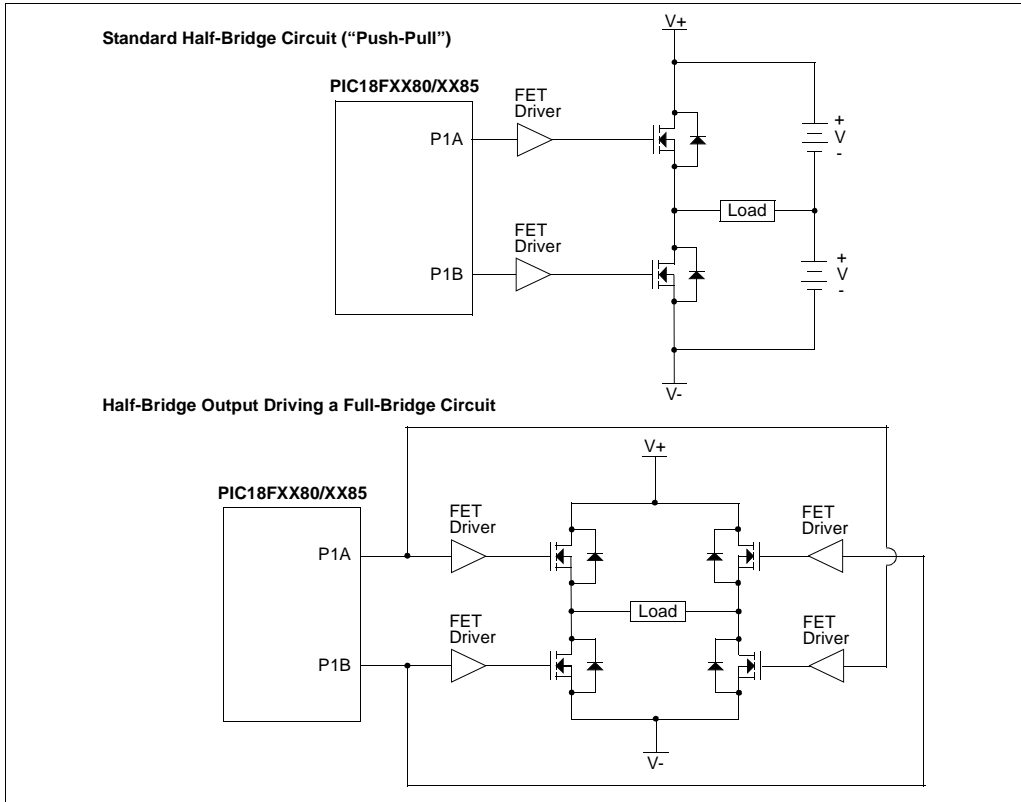 Standard Half-Bridge Circuit (“Push-Pull”)
PIC18FXX80/XX85
P1A
P1B
FET
Driver
FET
Driver
V+
Load
+
V
-
+
V
-
V-
Half-Bridge Output Driving a Full-Bridge Circuit
PIC18FXX80/XX85
P1A
P1B
FET
Driver
FET
Driver
V+
Load
FET
Driver
FET
Driver
V-